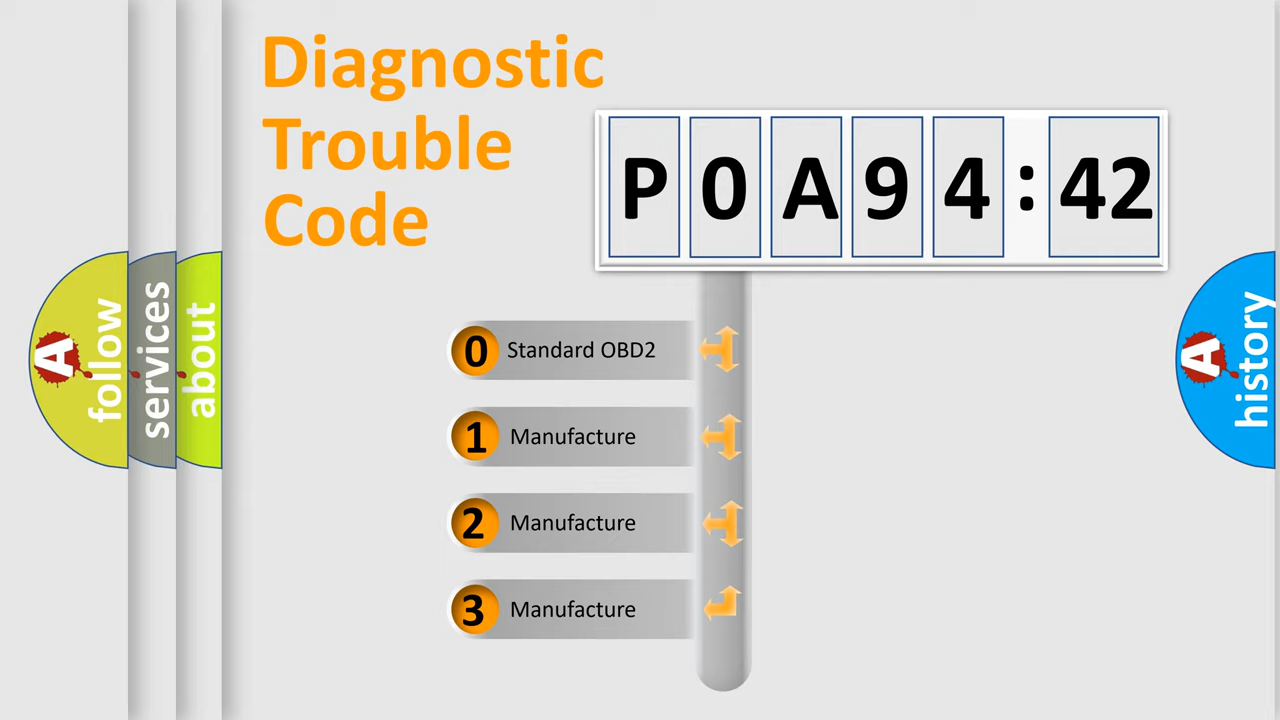 Diagnostic
Trouble
Code
P 0 A 9 4 : 42
0 Standard OBD2
1 Manufacture
2 Manufacture
3 Manufacture
A follow
services
about
A history